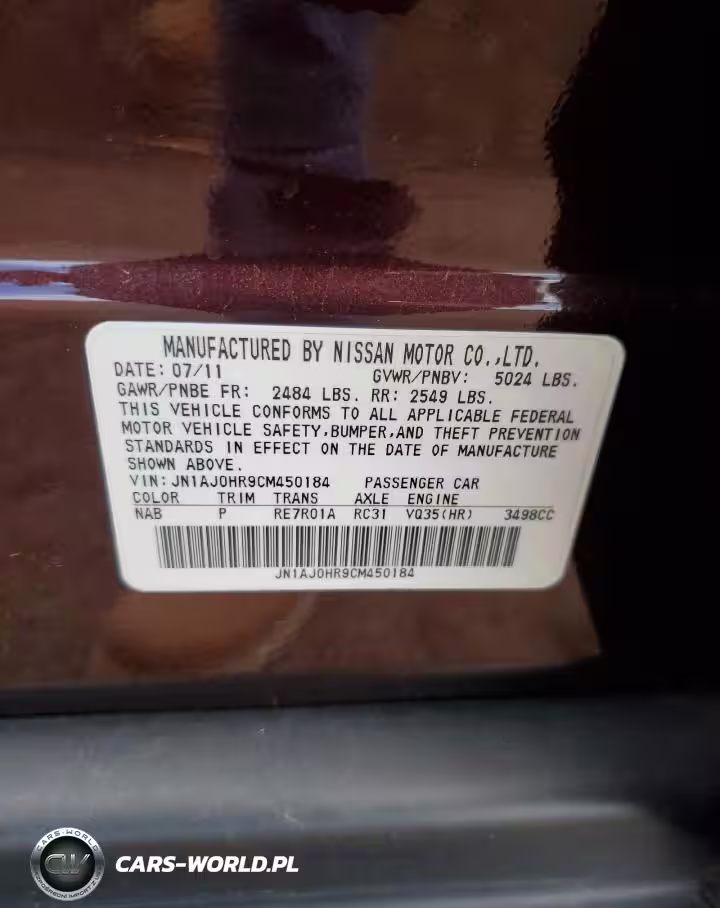 MANUFACTURED BY NISSAN MOTOR CO.,LTD.
DATE: 07/11 GVWR/PNBV: 5024 LBS.
GAWR/PNBE FR: 2484 LBS. RR: 2549 LBS.
THIS VEHICLE CONFORMS TO ALL APPLICABLE FEDERAL
MOTOR VEHICLE SAFETY,BUMPER,AND THEFT PREVENTION
STANDARDS IN EFFECT ON THE DATE OF MANUFACTURE
SHOWN ABOVE.
VIN: JN1AJ0HR9CM450184 PASSENGER CAR
COLOR TRIM TRANS AXLE ENGINE
NAB P RE7R01A RC31 VQ35(HR) 3498CC
JN1AJ0HR9CM450184
CARS-WORLD
CW
CARS-WORLD.PL